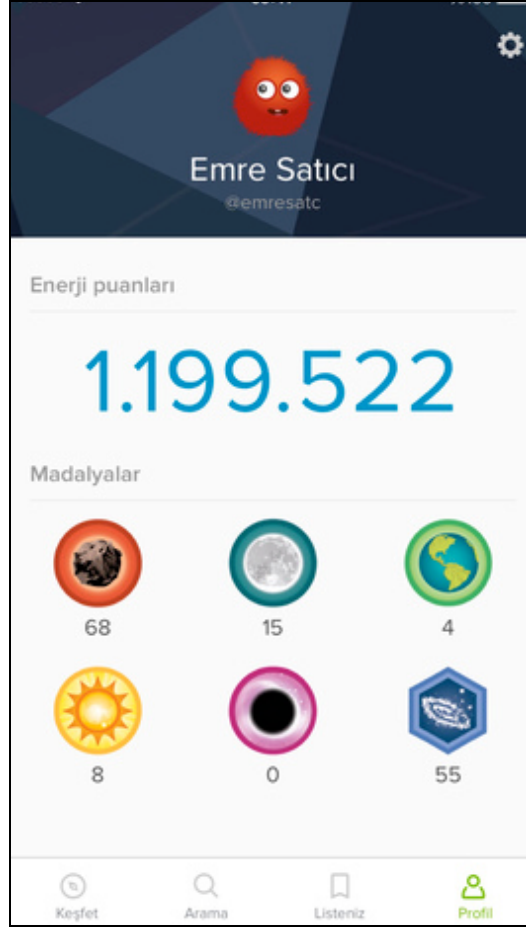 Emre Satıcı
@emresatc
Enerji puanları
1.199.522
Madalyalar
68 15 4
8 0 55
Keşfet Arama Listeniz Profil